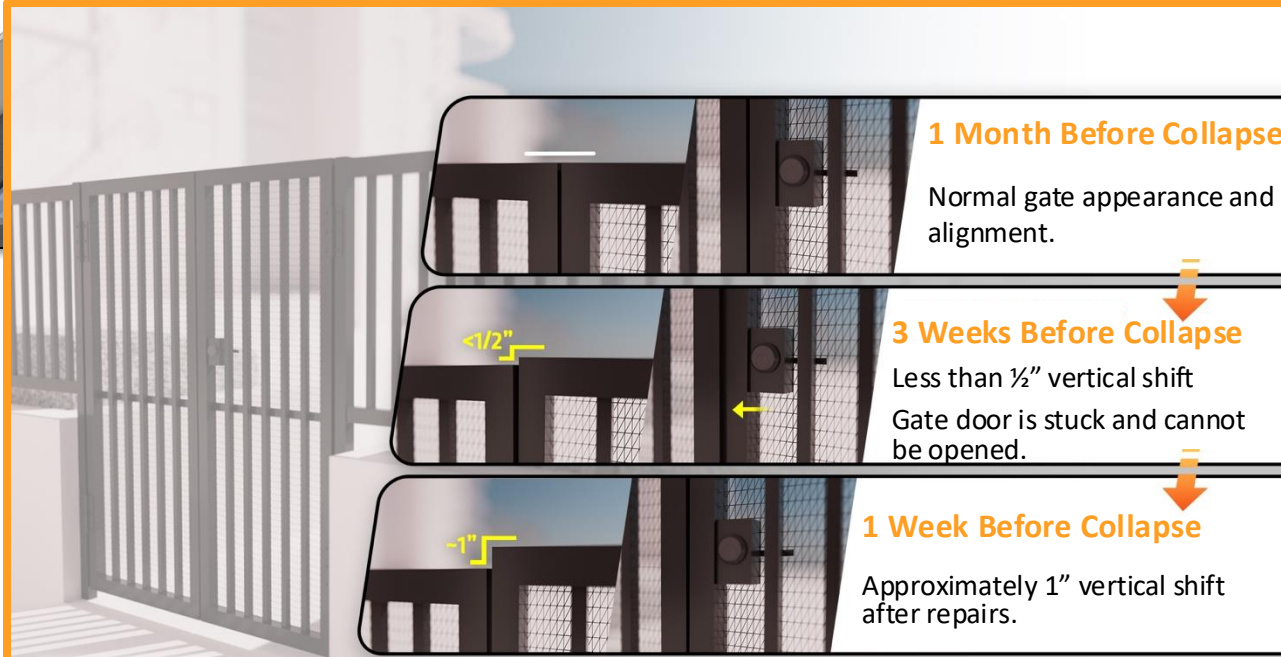 1 Month Before Collapse
Normal gate appearance and
alignment.
<1/2"
3 Weeks Before Collapse
Less than ½” vertical shift
Gate door is stuck and cannot
be opened.
~1"
1 Week Before Collapse
Approximately 1” vertical shift
after repairs.